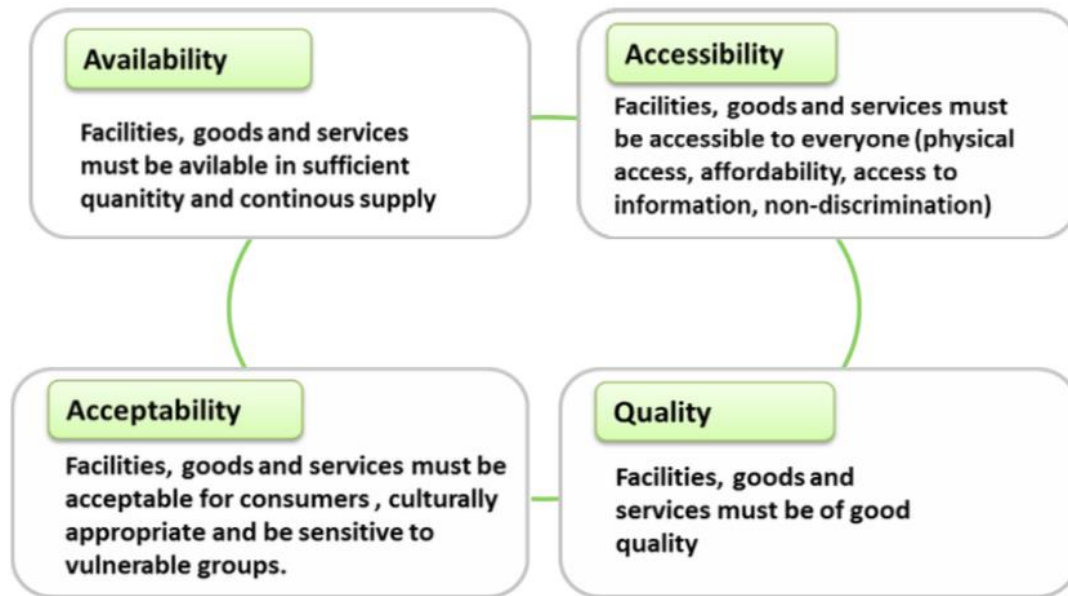 Availability
Facilities, goods and services
must be avilable in sufficient
quanitity and continous supply
Accessibility
Facilities, goods and services must
be accessible to everyone (physical
access, affordability, access to
information, non-discrimination)
Acceptability
Facilities, goods and services must be
acceptable for consumers , culturally
appropriate and be sensitive to
vulnerable groups.
Quality
Facilities, goods and
services must be of good
quality